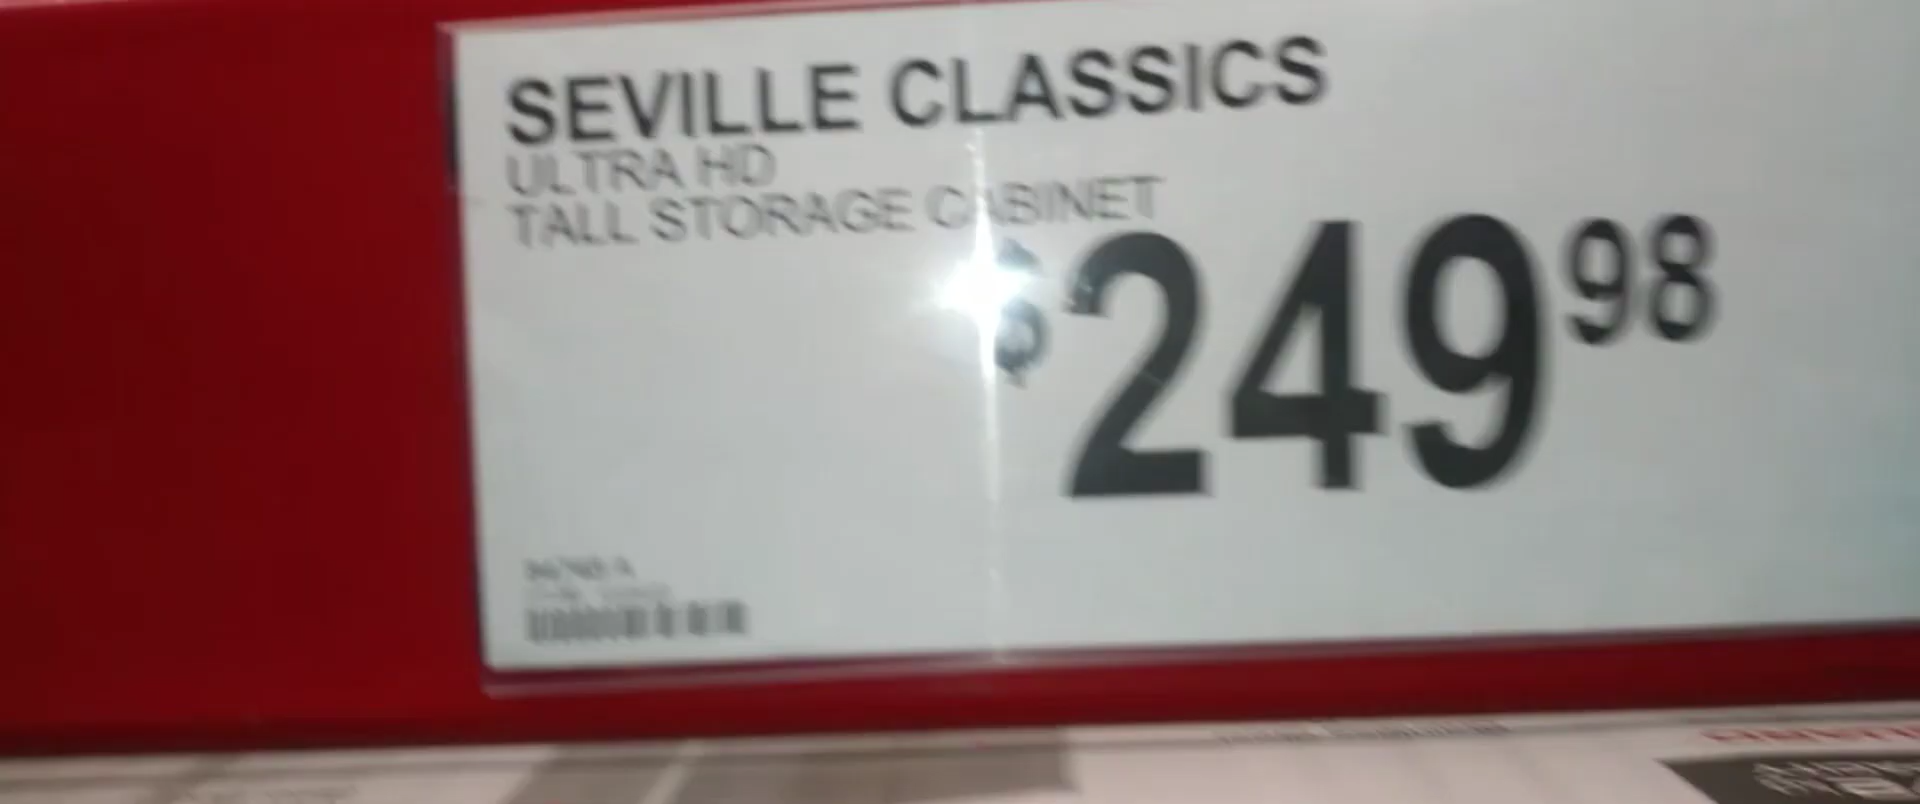 SEVILLE CLASSICS
ULTRA HD
TALL STORAGE CABINET
$249 98